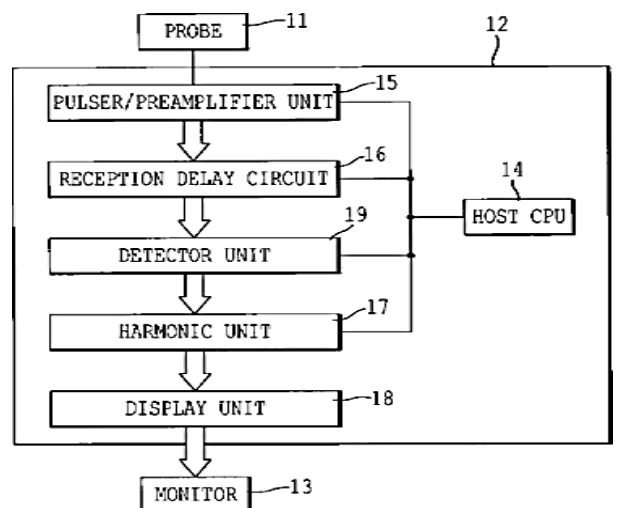 PROBE 11
12
PULSER/PREAMPLIFIER UNIT 15
RECEPTION DELAY CIRCUIT 16
14
HOST CPU
DETECTOR UNIT 19
HARMONIC UNIT 17
DISPLAY UNIT 18
MONITOR 13